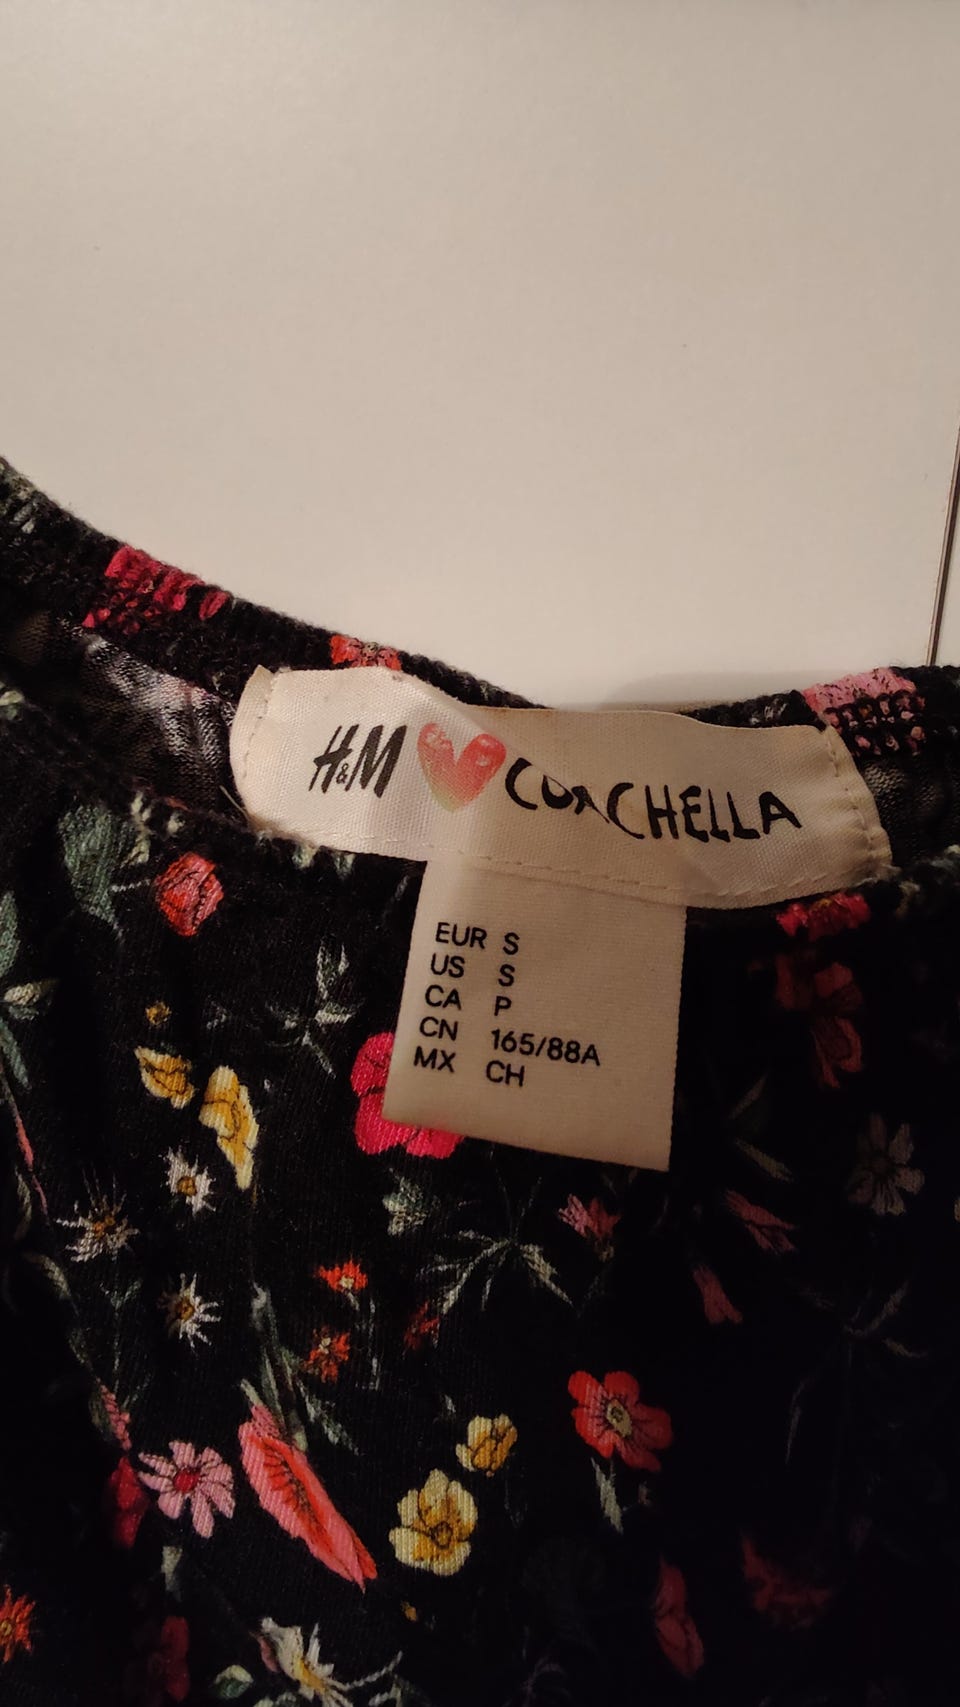 H&M COACHELLA
EUR S
US S
CA P
CN 165/88A
MX CH